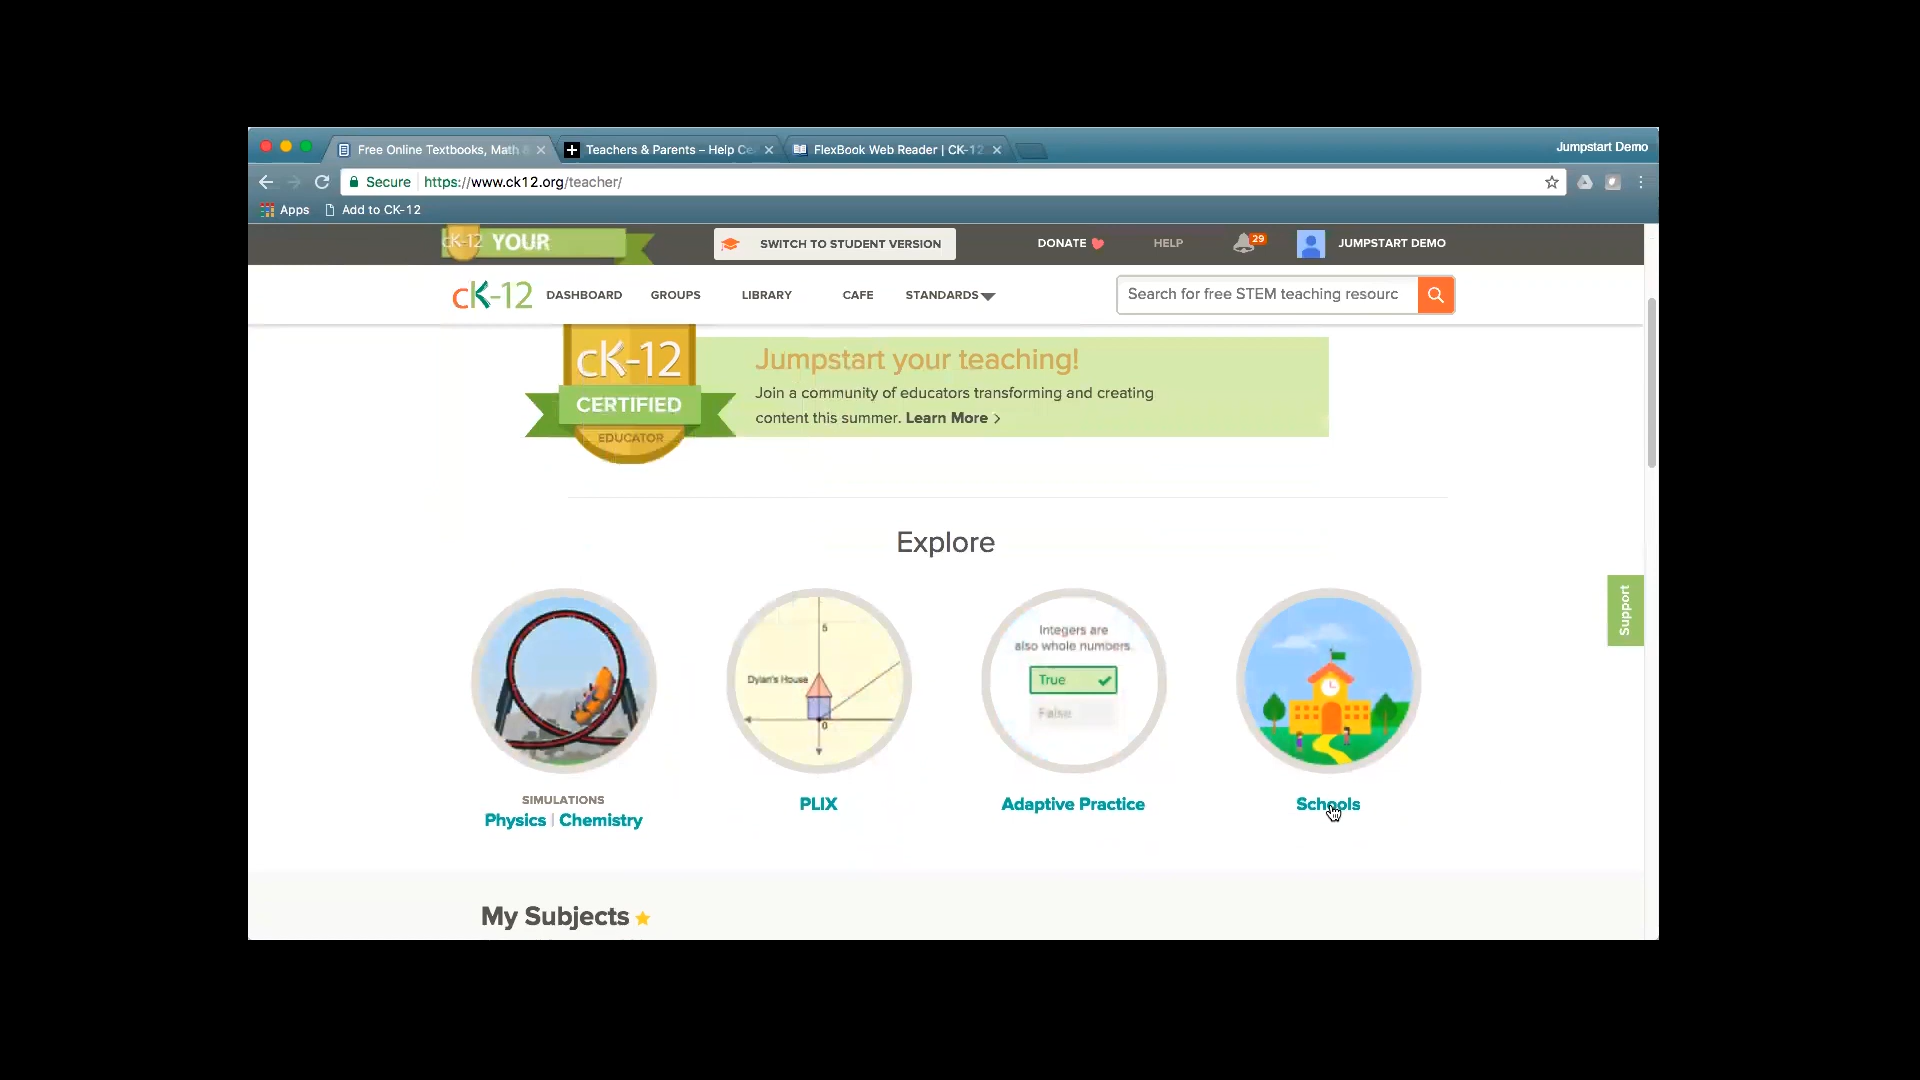 Free Online Textbooks, Math
Teachers & Parents – Help Ce
FlexBook Web Reader | CK-12
Jumpstart Demo
Secure
https://www.ck12.org/teacher/
Apps
Add to CK-12
cK-12
YOUR
SWITCH TO STUDENT VERSION
DONATE
HELP
29
JUMPSTART DEMO
cK-12
DASHBOARD
GROUPS
LIBRARY
CAFE
STANDARDS
Search for free STEM teaching resourc
cK-12
CERTIFIED
EDUCATOR
Jumpstart your teaching!
Join a community of educators transforming and creating
content this summer. Learn More >
Explore
5
Dylan's House
0
Integers are
also whole numbers.
True
False
Support
SIMULATIONS
Physics | Chemistry
PLIX
Adaptive Practice
Schools
My Subjects